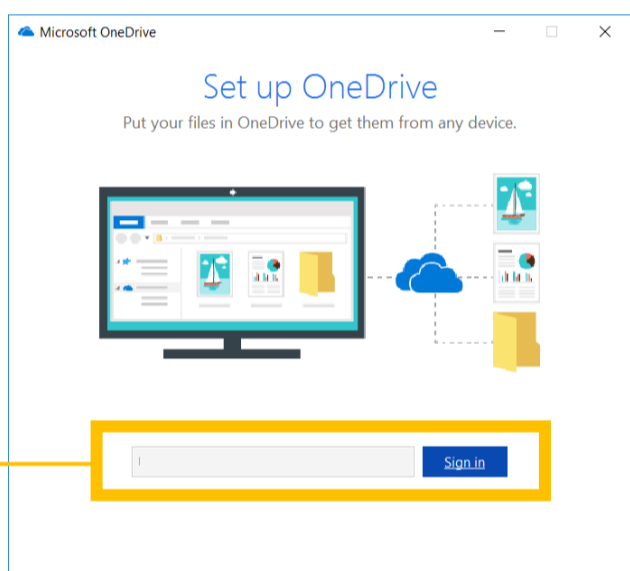 Microsoft OneDrive
Set up OneDrive
Put your files in OneDrive to get them from any device.
Sign in